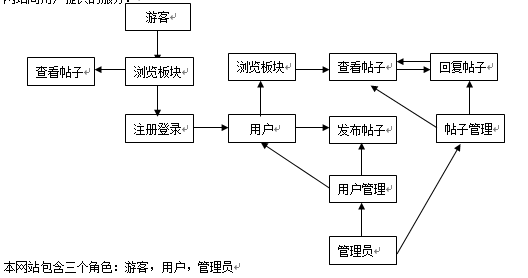 游客
查看帖子 浏览板块 浏览板块 查看帖子 回复帖子
注册登录 用户 发布帖子 帖子管理
用户管理
管理员
本网站包含三个角色：游客，用户，管理员